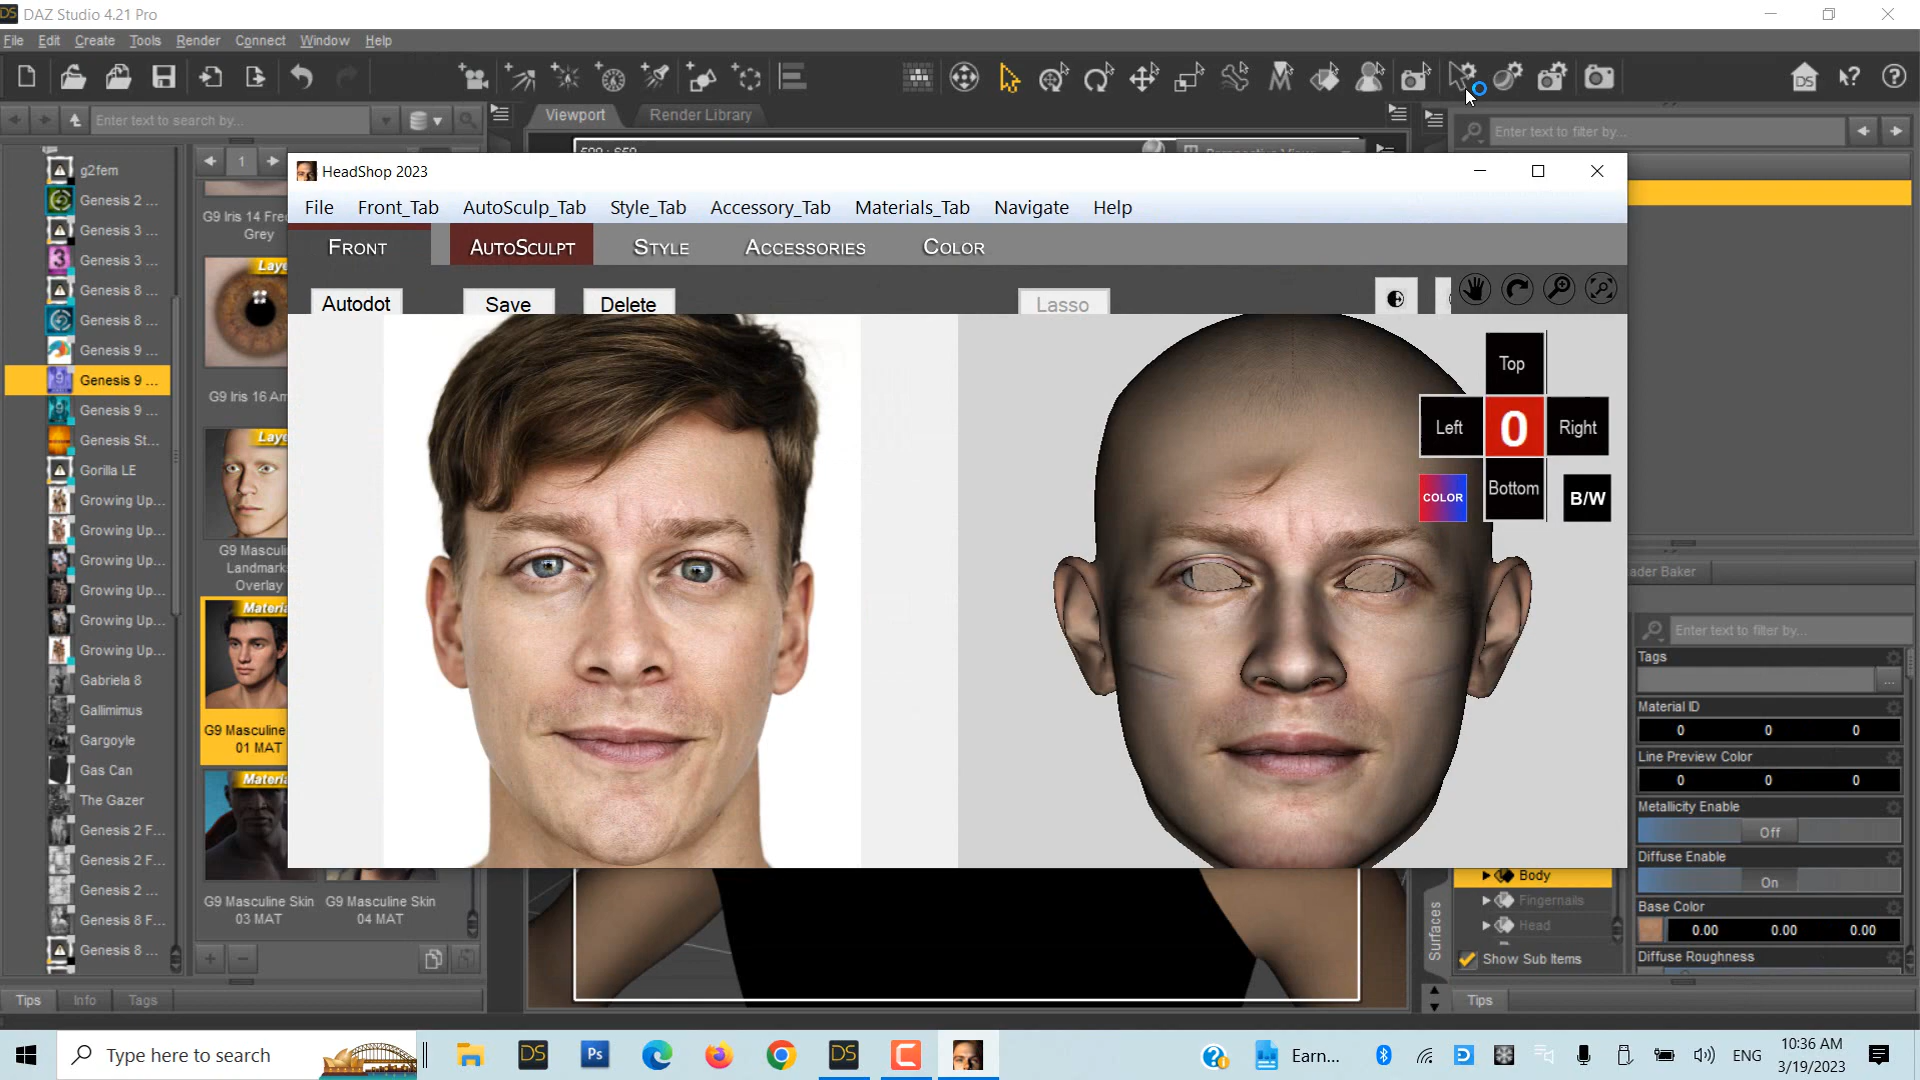 DAZ Studio 4.21 Pro
File Edit Create Tools Render Connect Window Help
Enter text to search by...
Viewport
Render Library
Enter text to filter by...
g2fem
Genesis 2 ...
Genesis 3 ...
Genesis 3 ...
Genesis 8 ...
Genesis 8 ...
Genesis 9 ...
Genesis 9 ...
Genesis 9 ...
Genesis St...
Gorilla LE
Growing Up...
Growing Up...
Growing Up...
Growing Up...
Growing Up...
Growing Up...
Gabriela 8
Gallimimus
Gargoyle
Gas Can
The Gazer
Genesis 2 F...
Genesis 2 F...
Genesis 2 ...
Genesis 8 F...
Genesis 8 ...
1
G9 Iris 14
Grey
G9 Iris 16
G9
Landmark
Overlay
G9 Masculine
01 MAT
G9 Masculine Skin
03 MAT
G9 Masculine Skin
04 MAT
HeadShop 2023
File Front_Tab AutoSculp_Tab Style_Tab Accessory_Tab Materials_Tab Navigate Help
FRONT AUTOSCULPT STYLE ACCESSORIES COLOR
Autodot Save Delete Lasso
Top
Left 0 Right
COLOR Bottom B/W
Baker
Enter text to filter by...
Tags
...
Material ID
0 0 0
Line Preview Color
0 0 0
Metallicity Enable
Off
Diffuse Enable
On
Base Color
0.00 0.00 0.00
Diffuse Roughness
Surfaces
Body
Fingernails
Head
Show Sub Items
Tips Info Tags
Tips
Type here to search
DS
Ps
DS
Earn...
ENG
10:36 AM
3/19/2023